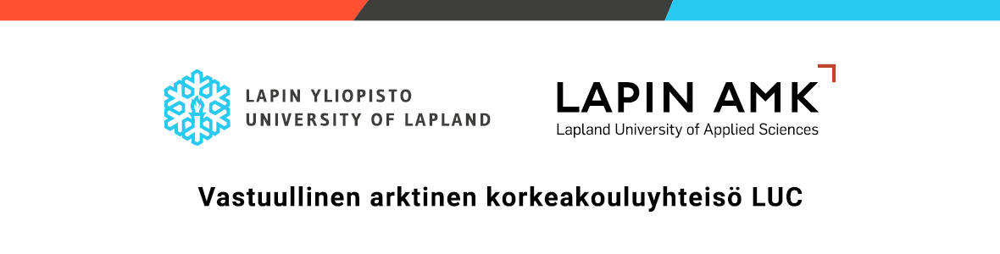 LAPIN YLIOPISTO
UNIVERSITY OF LAPLAND
LAPIN AMK
Lapland University of Applied Sciences
Vastuullinen arktinen korkeakouluyhteisö LUC